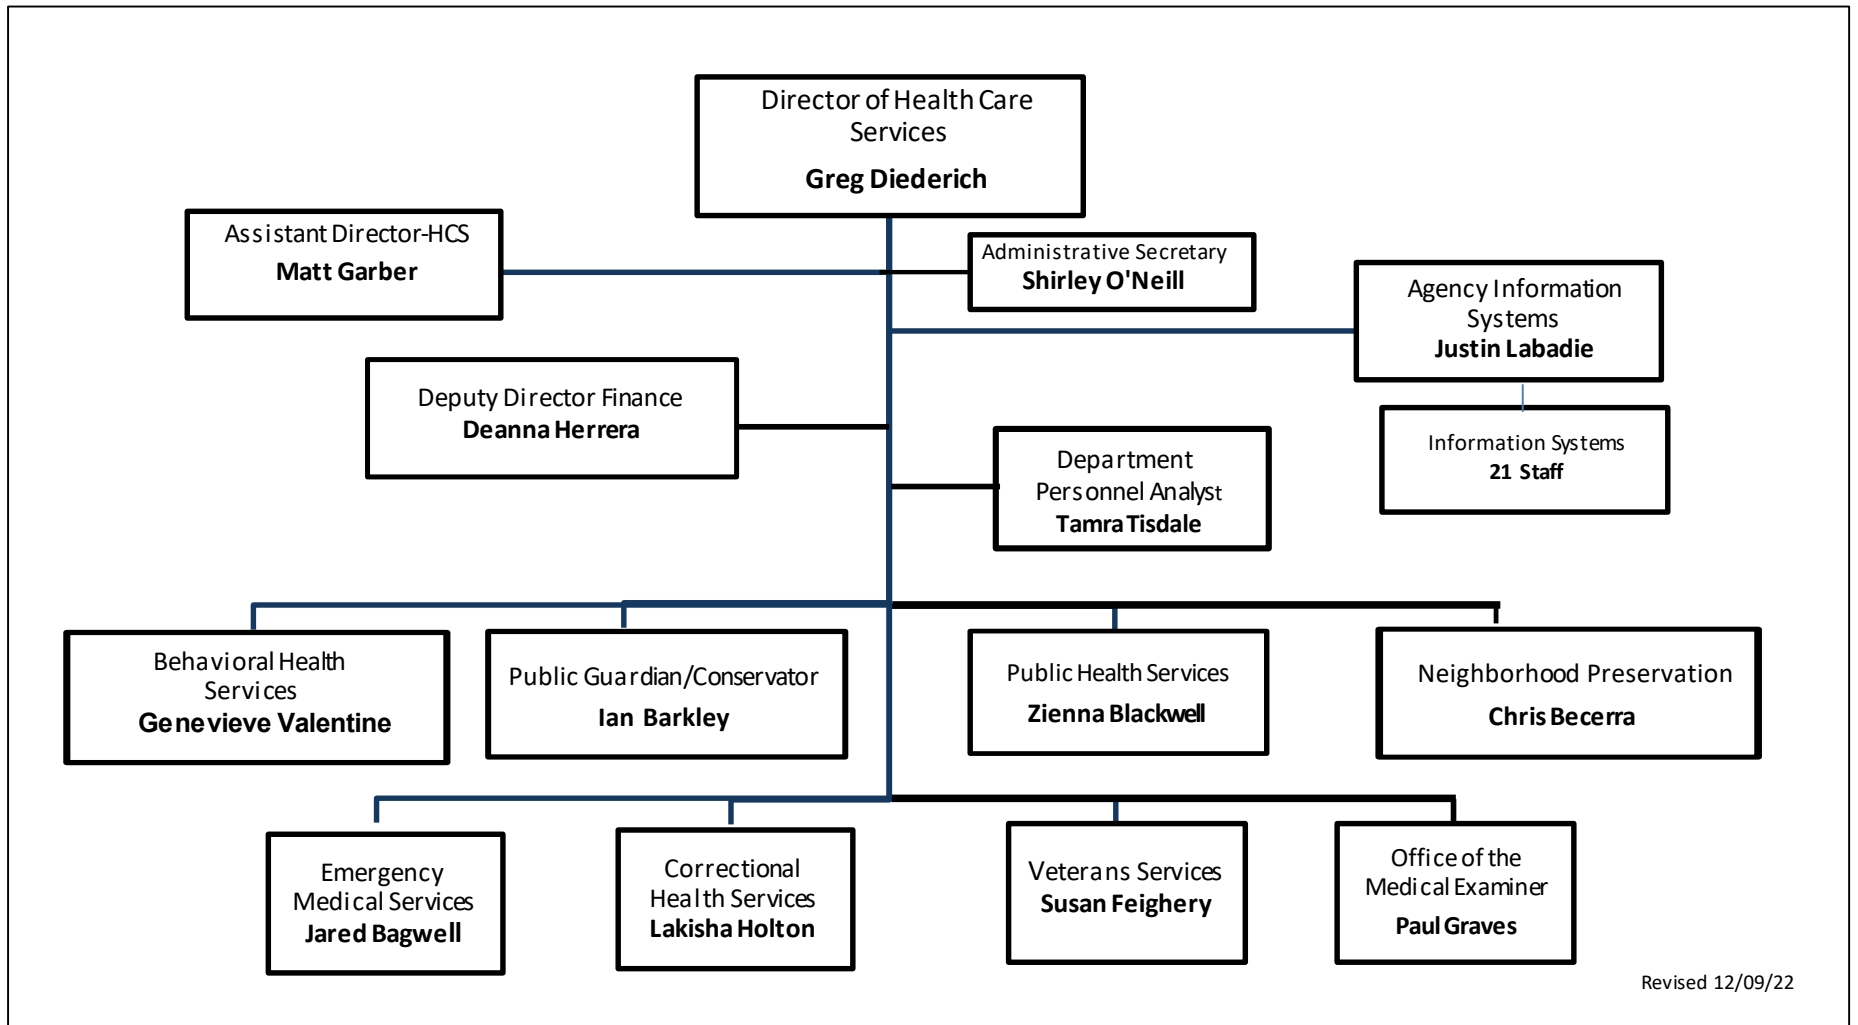 Director of Health Care
Services
Greg Diederich
Assistant Director-HCS
Matt Garber
Administrative Secretary
Shirley O'Neill
Agency Information
Systems
Justin Labadie
Deputy Director Finance
Deanna Herrera
Information Systems
21 Staff
Department
Personnel Analyst
Tamra Tisdale
Behavioral Health
Services
Genevieve Valentine
Public Guardian/Conservator
Ian Barkley
Public Health Services
Zienna Blackwell
Neighborhood Preservation
Chris Becerra
Emergency
Medical Services
Jared Bagwell
Correctional
Health Services
Lakisha Holton
Veterans Services
Susan Feighery
Office of the
Medical Examiner
Paul Graves
Revised 12/09/22